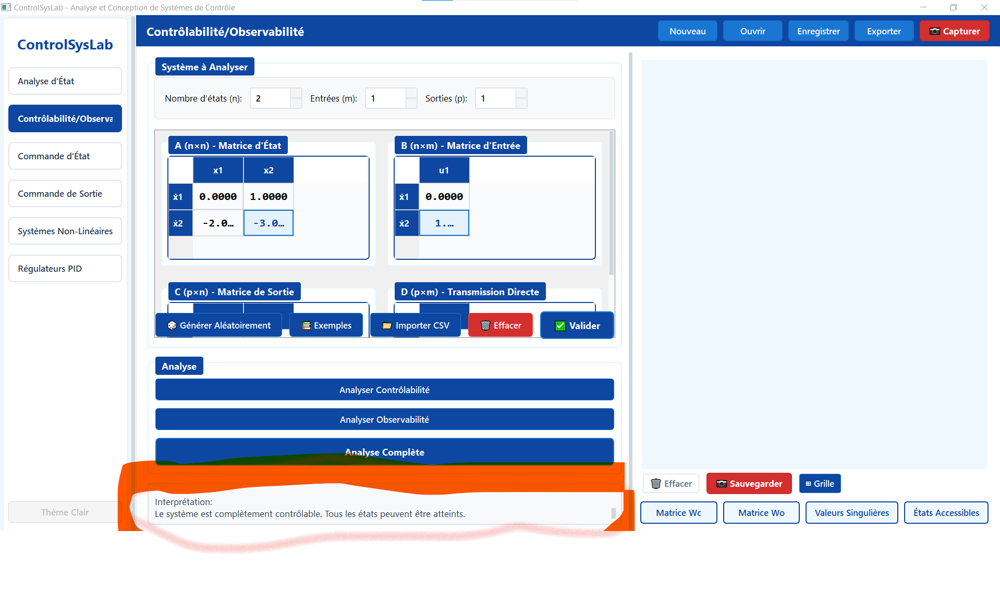 ControlSysLab - Analyse et Conception de Systèmes de Contrôle
ControlSysLab
Analyse d'État
Contrôlabilité/Observa
Commande d'État
Commande de Sortie
Systèmes Non-Linéaires
Régulateurs PID
Thème Clair
Contrôlabilité/Observabilité
Nouveau
Ouvrir
Enregistrer
Exporter
Capturer
Système à Analyser
Nombre d'états (n): 2 Entrées (m): 1 Sorties (p): 1
A (n×n) - Matrice d'État
x1 x2
ẋ1 0.0000 1.0000
ẋ2 -2.0… -3.0…
B (n×m) - Matrice d'Entrée
u1
ẋ1 0.0000
ẋ2 1.…
C (p×n) - Matrice de Sortie
D (p×m) - Transmission Directe
Générer Aléatoirement
Exemples
Importer CSV
Effacer
Valider
Analyse
Analyser Contrôlabilité
Analyser Observabilité
Analyse Complète
Interprétation:
Le système est complètement contrôlable. Tous les états peuvent être atteints.
Effacer
Sauvegarder
Grille
Matrice Wc
Matrice Wo
Valeurs Singulières
États Accessibles